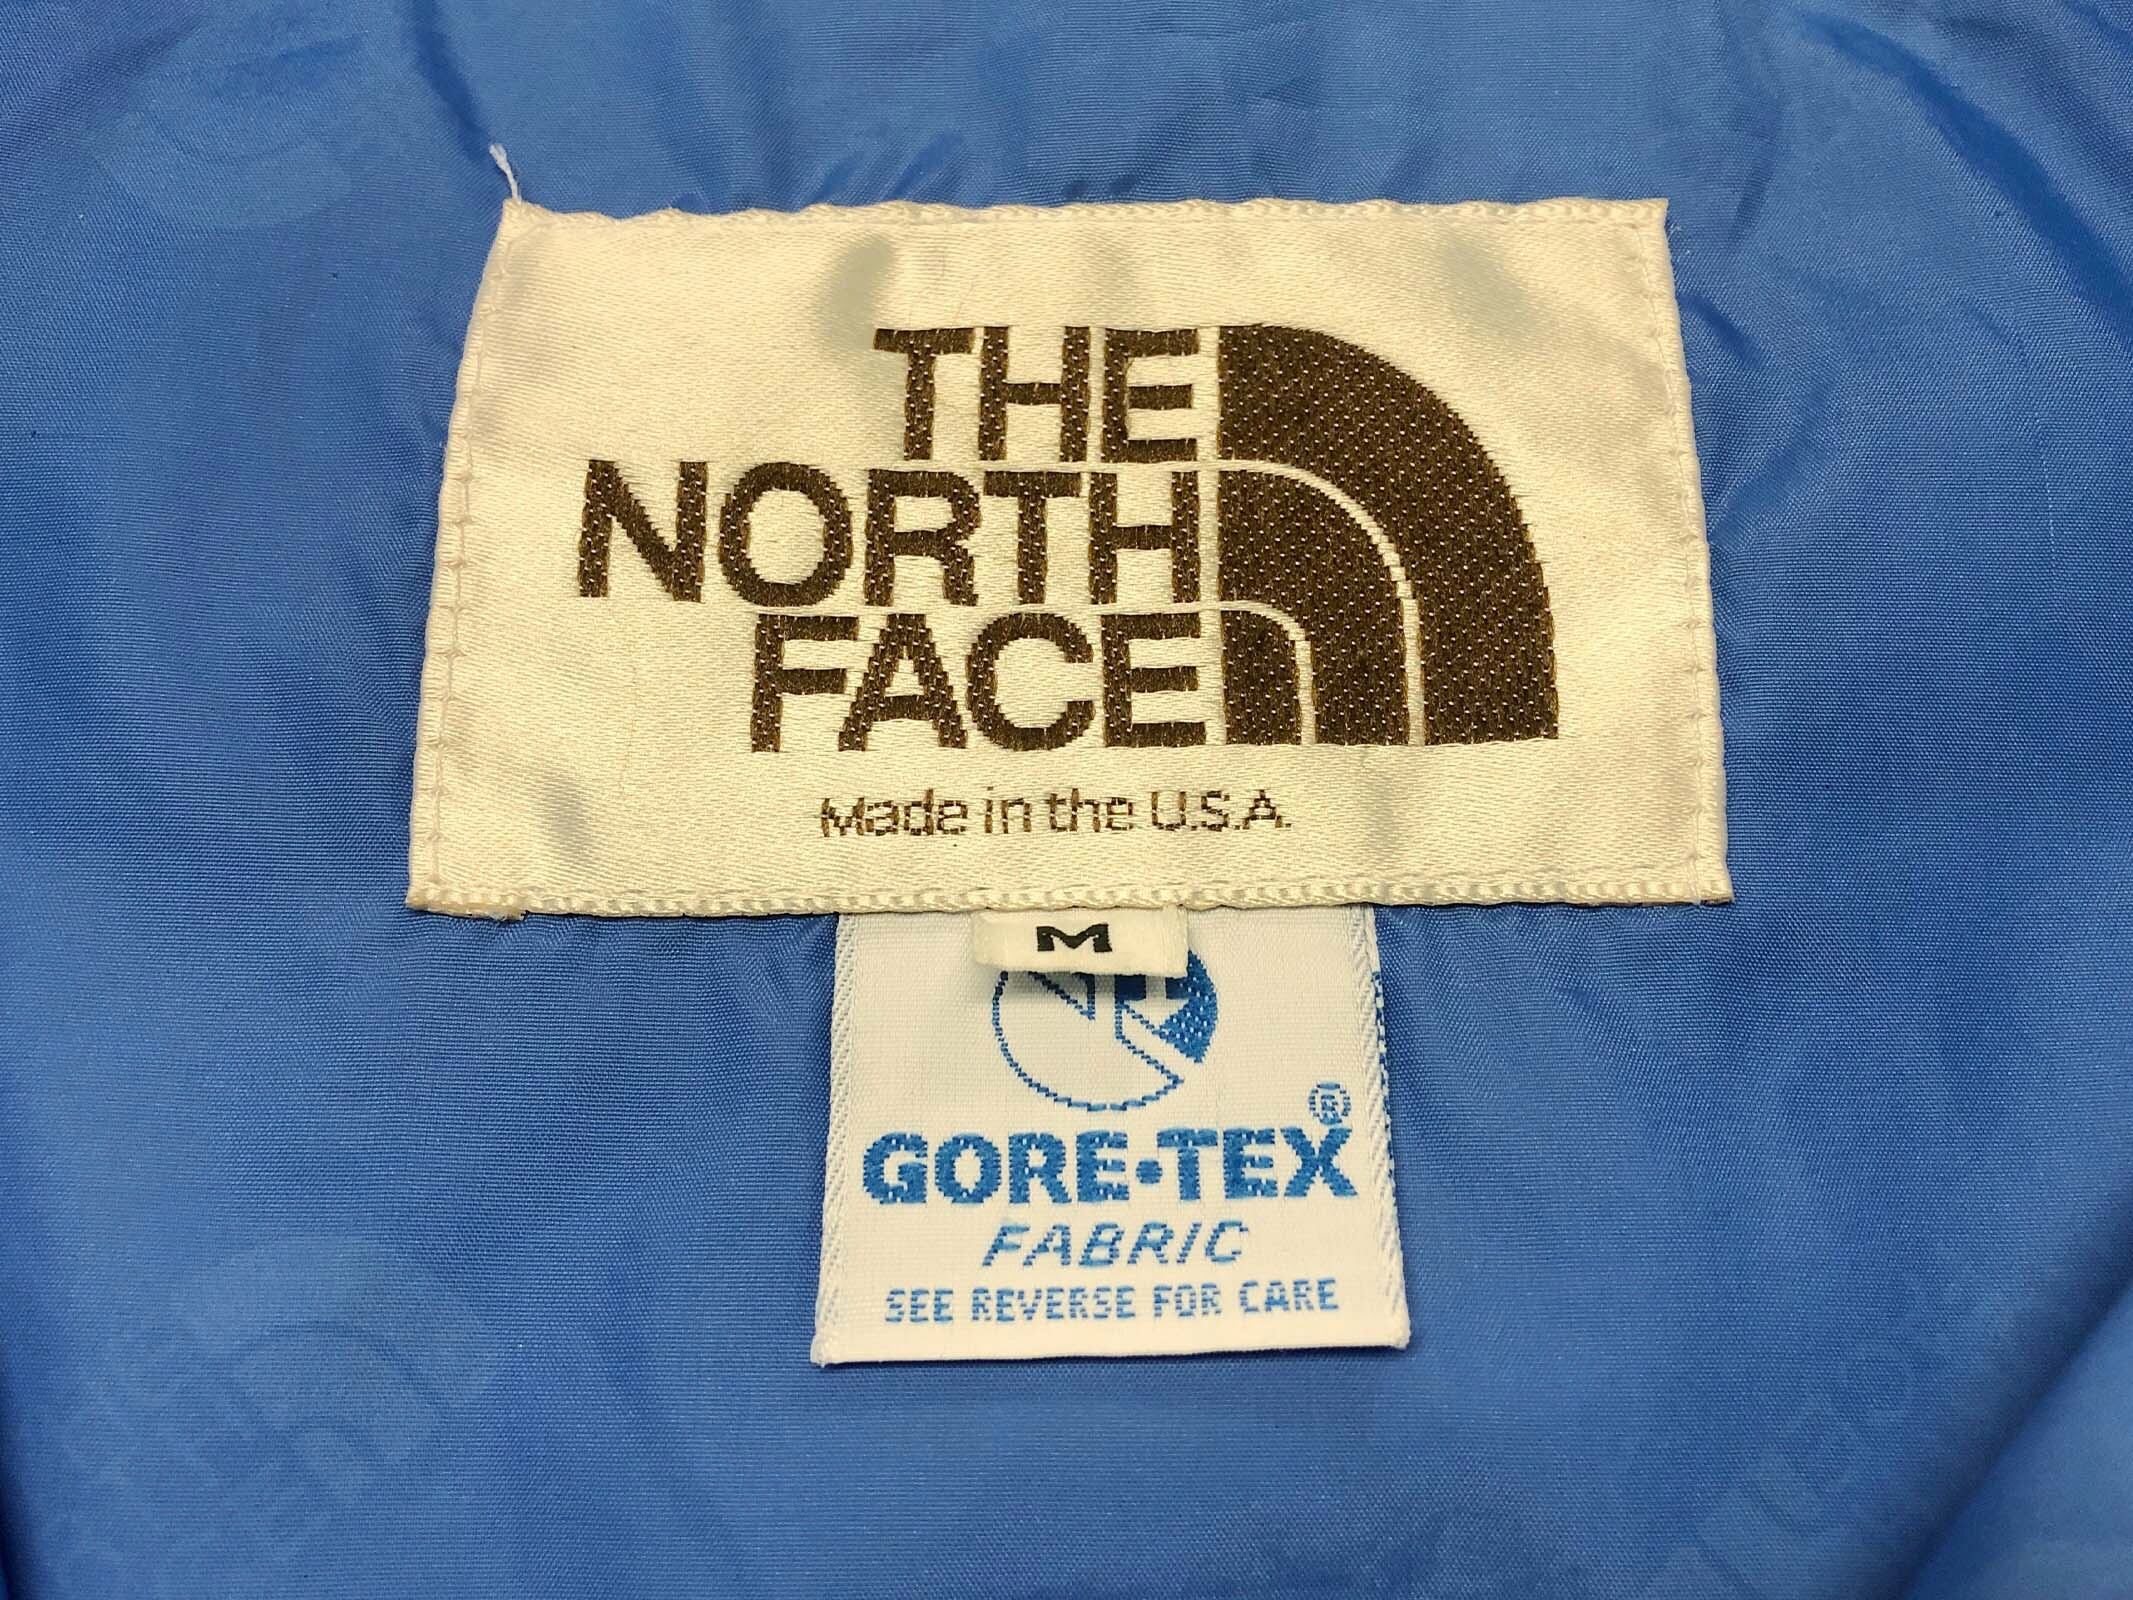 THE
NORTH
FACE
Made in the U.S.A.
M
GORE-TEX®
FABRIC
SEE REVERSE FOR CARE